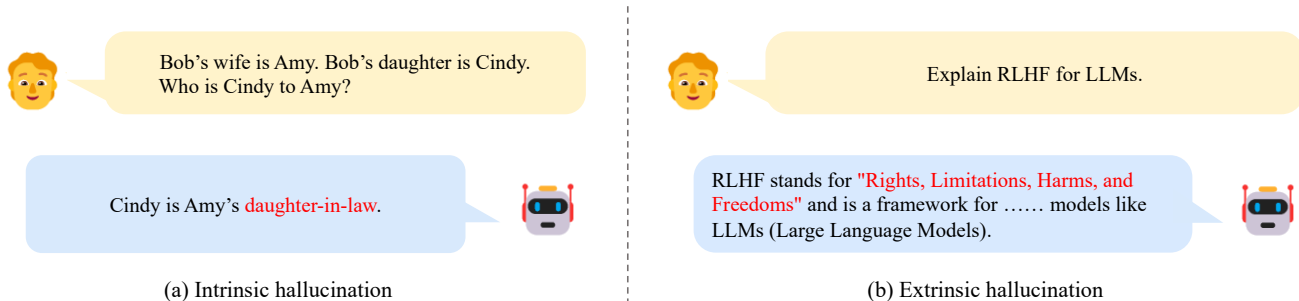 Bob’s wife is Amy. Bob’s daughter is Cindy.
Who is Cindy to Amy?
Cindy is Amy’s daughter-in-law.
(a) Intrinsic hallucination
Explain RLHF for LLMs.
RLHF stands for "Rights, Limitations, Harms, and
Freedoms" and is a framework for …… models like
LLMs (Large Language Models).
(b) Extrinsic hallucination